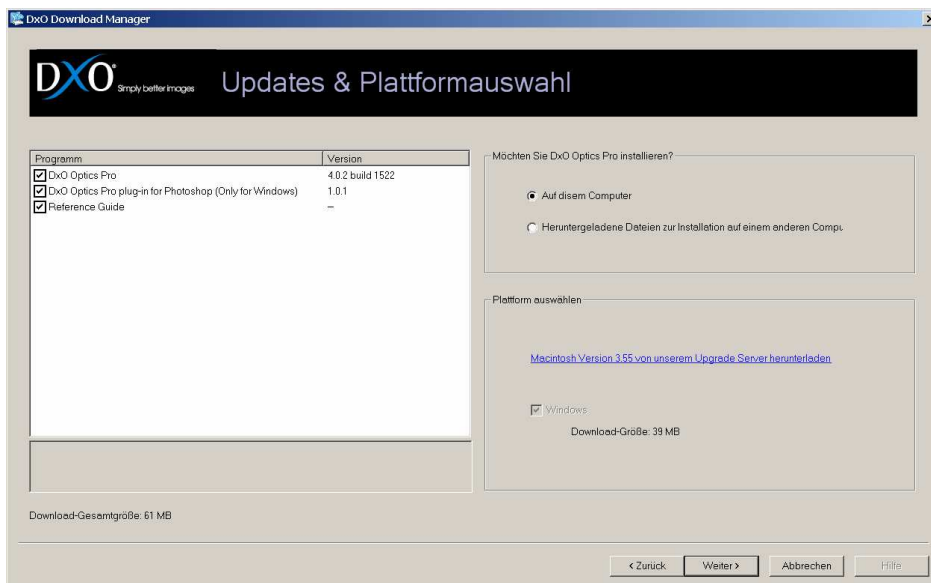 DxO Download Manager
DXO® Simply better images
Updates & Plattformauswahl
Programm Version
DxO Optics Pro 4.0.2 build 1522
DxO Optics Pro plug-in for Photoshop (Only for Windows) 1.0.1
Reference Guide –
Möchten Sie DxO Optics Pro installieren?
Auf disem Computer
Heruntergeladene Dateien zur Installation auf einem anderen Compu
Plattform auswählen
Macintosh Version 3.55 von unserem Upgrade Server herunterladen
Windows
Download-Größe: 39 MB
Download-Gesamtgröße: 61 MB
< Zurück Weiter > Abbrechen Hilfe